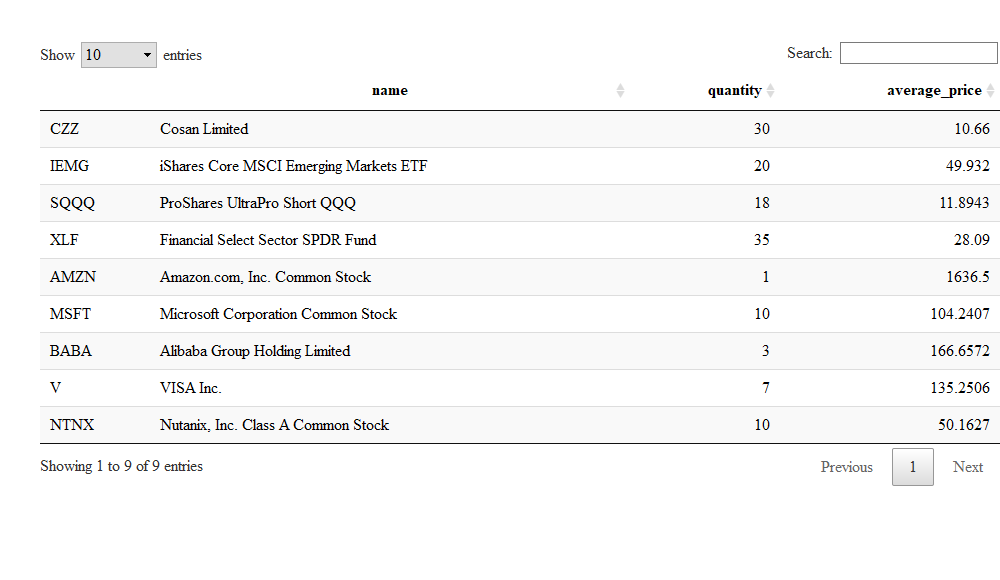 Show 10 entries Search:
name quantity average_price
CZZ Cosan Limited 30 10.66
IEMG iShares Core MSCI Emerging Markets ETF 20 49.932
SQQQ ProShares UltraPro Short QQQ 18 11.8943
XLF Financial Select Sector SPDR Fund 35 28.09
AMZN Amazon.com, Inc. Common Stock 1 1636.5
MSFT Microsoft Corporation Common Stock 10 104.2407
BABA Alibaba Group Holding Limited 3 166.6572
V VISA Inc. 7 135.2506
NTNX Nutanix, Inc. Class A Common Stock 10 50.1627
Showing 1 to 9 of 9 entries Previous 1 Next